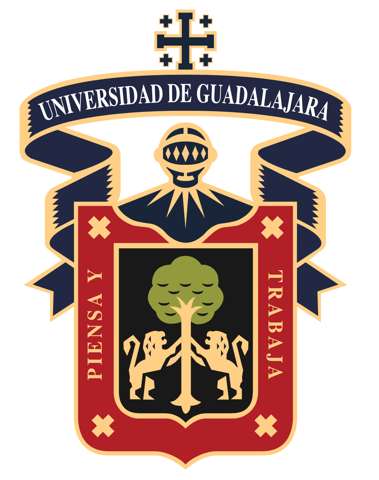 UNIVERSIDAD DE GUADALAJARA
PIENSA Y
TRABAJA